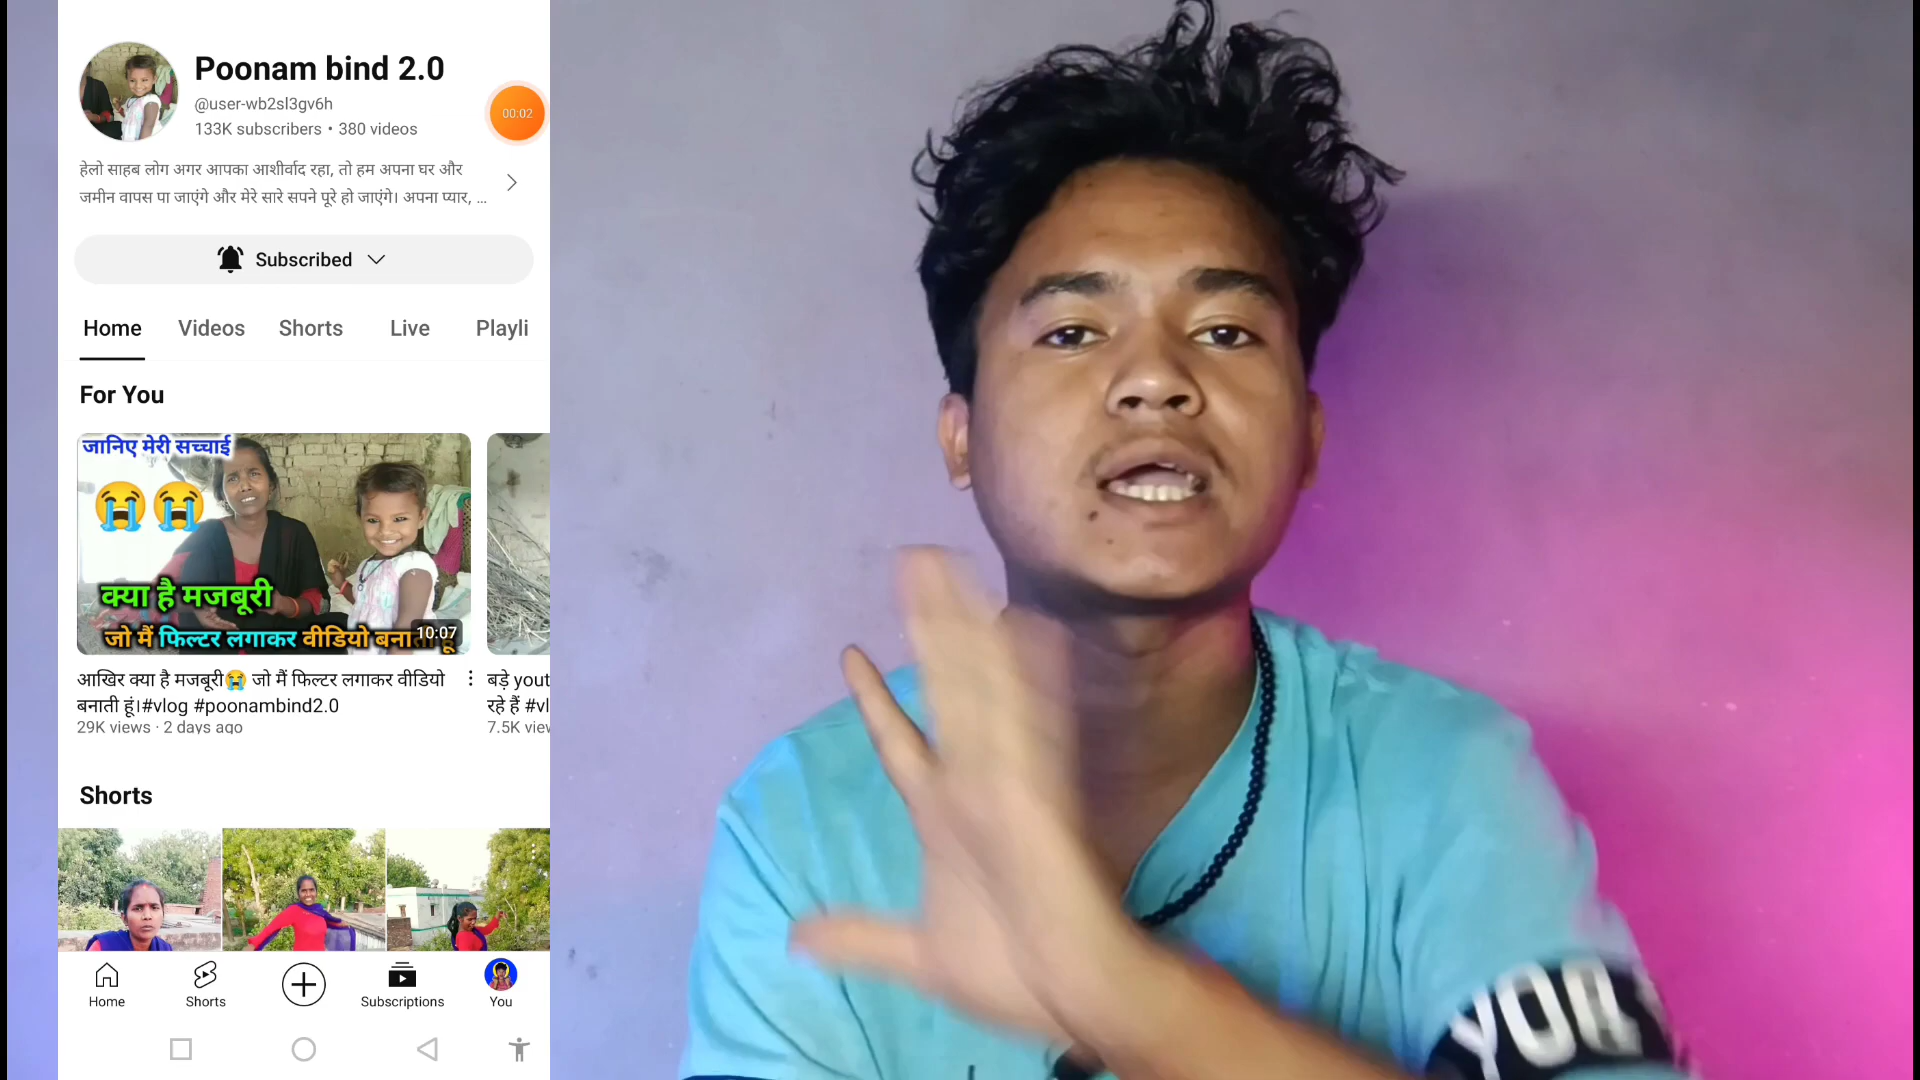 Poonam bind 2.0
@user-wb2sl3gv6h
133K subscribers • 380 videos
00:02
हेलो साहब लोग अगर आपका आशीर्वाद रहा, तो हम अपना घर और
जमीन वापस पा जाएंगे और मेरे सारे सपने पूरे हो जाएंगे। अपना प्यार, ...
Subscribed
Home Videos Shorts Live Playli
For You
जानिए मेरी सच्चाई
क्या है मजबूरी
जो मैं फिल्टर लगाकर वीडियो
10:07
आखिर क्या है मजबूरी😭 जो मैं फिल्टर लगाकर वीडियो
बनाती हूं।#vlog #poonambind2.0
29K views · 2 days ago
बड़े yout
रहे हैं #vl
7.5K vie
Shorts
Home Shorts Subscriptions You
YOU